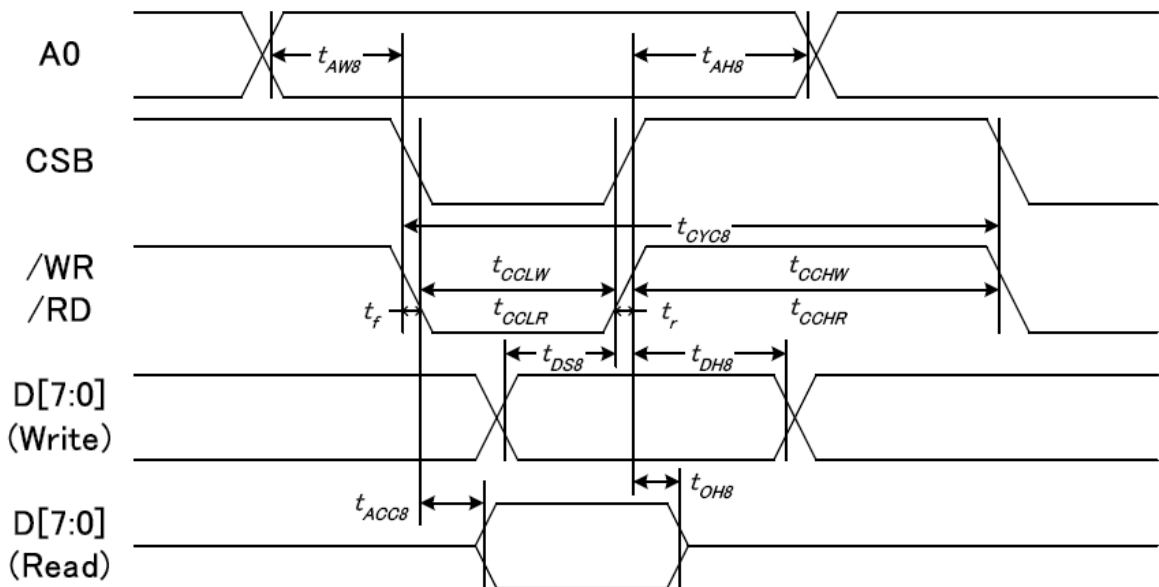 A0
t_AW8
t_AH8
CSB
t_CYC8
/WR
/RD
t_CCLW
t_CCHW
t_f
t_CCLR
t_r
t_CCHR
t_DS8
t_DH8
D[7:0]
(Write)
t_ACC8
t_OH8
D[7:0]
(Read)